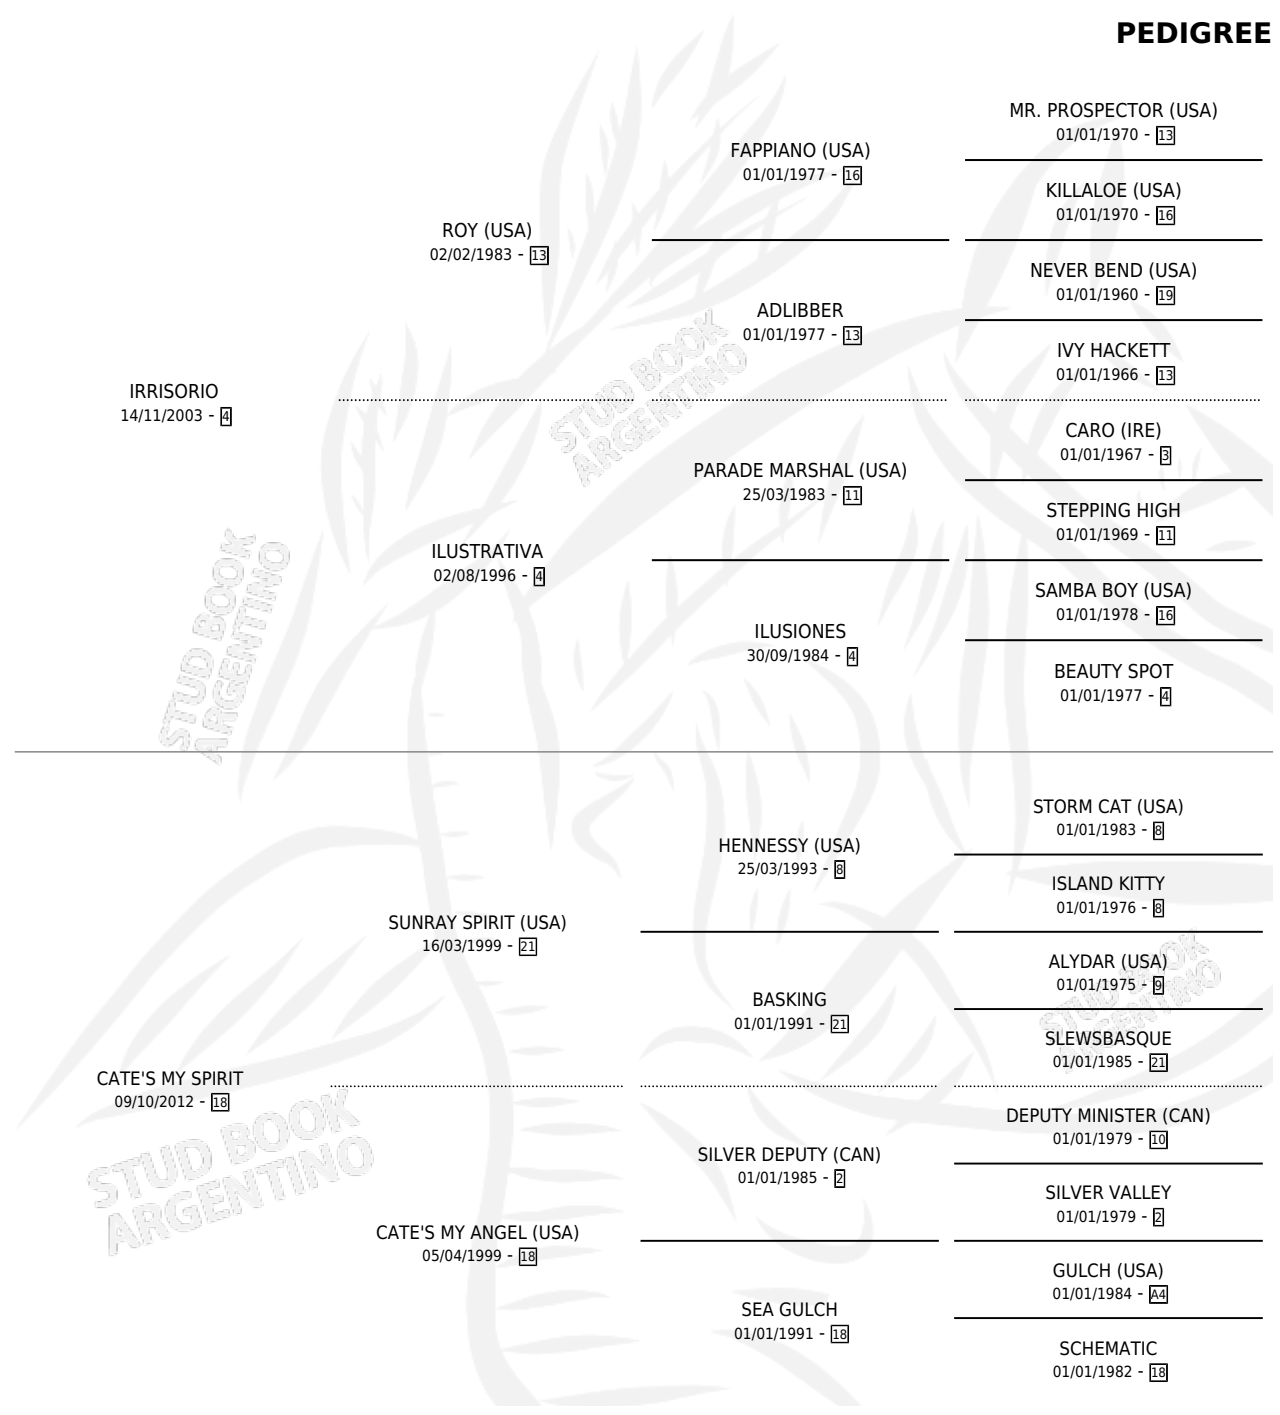 PEDIGREE
MR. PROSPECTOR (USA)
01/01/1970 - 13
FAPPIANO (USA)
01/01/1977 - 16
KILLALOE (USA)
01/01/1970 - 16
ROY (USA)
02/02/1983 - 13
NEVER BEND (USA)
01/01/1960 - 19
ADLIBBER
01/01/1977 - 13
IVY HACKETT
01/01/1966 - 13
IRRISORIO
14/11/2003 - 4
CARO (IRE)
01/01/1967 - 3
PARADE MARSHAL (USA)
25/03/1983 - 11
STEPPING HIGH
01/01/1969 - 11
ILUSTRATIVA
02/08/1996 - 4
SAMBA BOY (USA)
01/01/1978 - 16
ILUSIONES
30/09/1984 - 4
BEAUTY SPOT
01/01/1977 - 4
STORM CAT (USA)
01/01/1983 - 8
HENNESSY (USA)
25/03/1993 - 8
ISLAND KITTY
01/01/1976 - 8
SUNRAY SPIRIT (USA)
16/03/1999 - 21
ALYDAR (USA)
01/01/1975 - 9
BASKING
01/01/1991 - 21
SLEWSBASQUE
01/01/1985 - 21
CATE'S MY SPIRIT
09/10/2012 - 18
DEPUTY MINISTER (CAN)
01/01/1979 - 10
SILVER DEPUTY (CAN)
01/01/1985 - 2
SILVER VALLEY
01/01/1979 - 2
CATE'S MY ANGEL (USA)
05/04/1999 - 18
GULCH (USA)
01/01/1984 - A4
SEA GULCH
01/01/1991 - 18
SCHEMATIC
01/01/1982 - 18
STUD BOOK
ARGENTINO
STUD BOOK
ARGENTINO
STUD BOOK
ARGENTINO
STUD BOOK
ARGENTINO